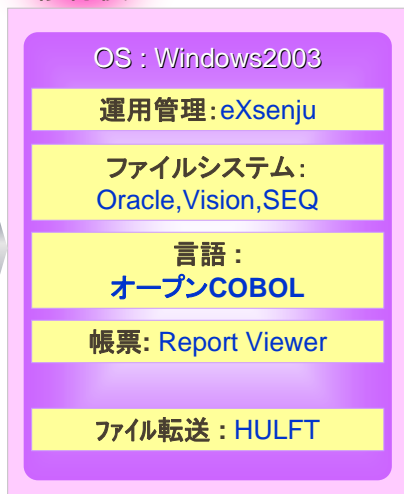 OS : Windows2003
運用管理：eXsenju
ファイルシステム：
Oracle,Vision,SEQ
言語：
オープンCOBOL
帳票: Report Viewer
ファイル転送：HULFT